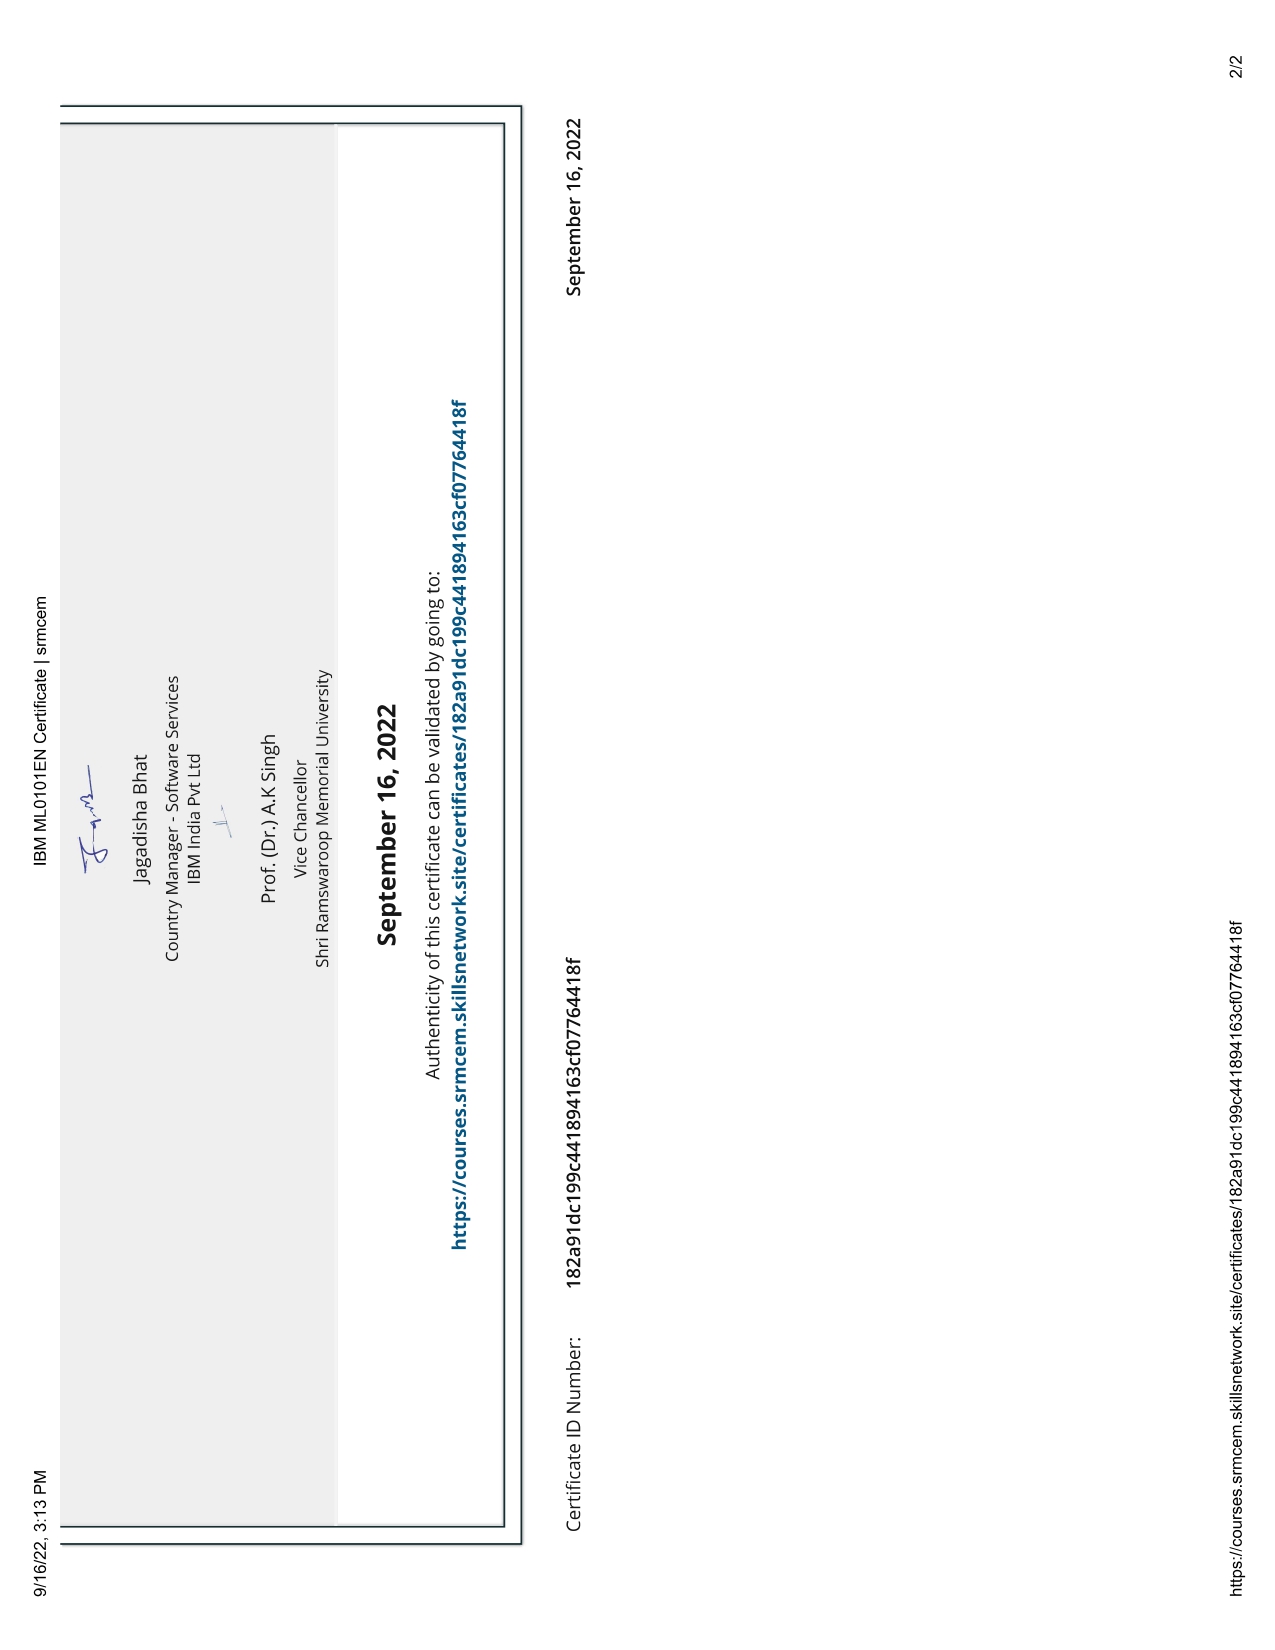 9/16/22, 3:13 PM IBM ML0101EN Certificate | srmcem
Jagadisha Bhat
Country Manager - Software Services
IBM India Pvt Ltd
Prof. (Dr.) A.K Singh
Vice Chancellor
Shri Ramswaroop Memorial University
September 16, 2022
Authenticity of this certificate can be validated by going to:
https://courses.srmcem.skillsnetwork.site/certificates/182a91dc199c441894163cf07764418f
Certificate ID Number: 182a91dc199c441894163cf07764418f September 16, 2022
https://courses.srmcem.skillsnetwork.site/certificates/182a91dc199c441894163cf07764418f 2/2